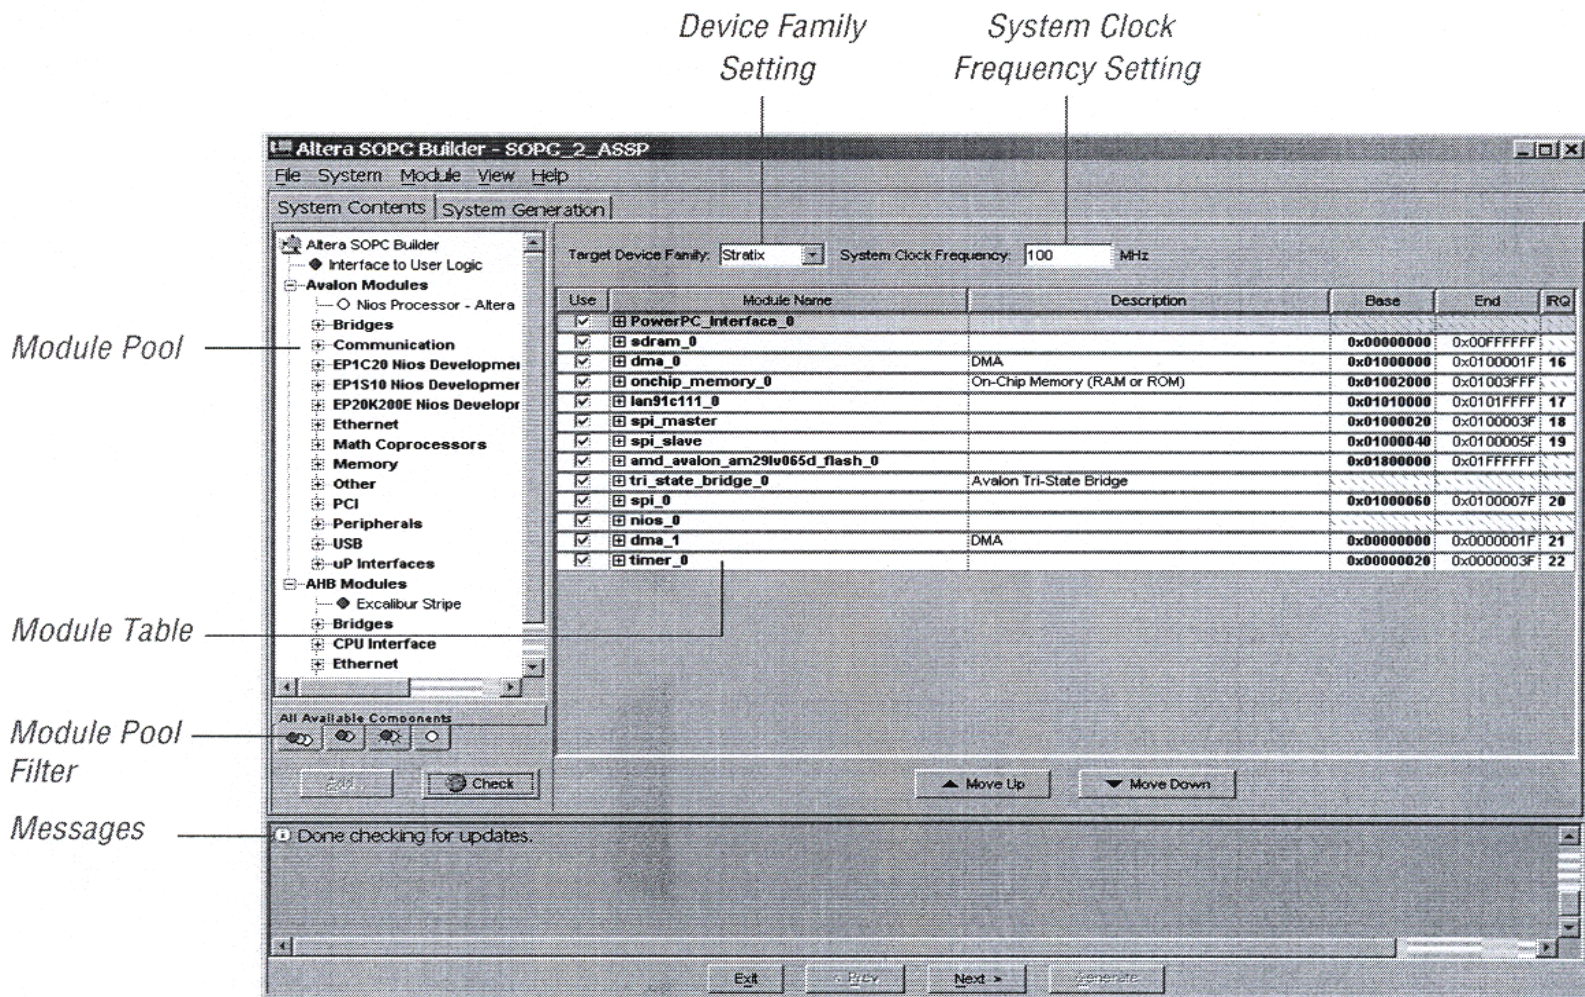 Device Family
Setting
System Clock
Frequency Setting
Altera SOPC Builder - SOPC_2_ASSP
File System Module View Help
System Contents System Generation
Altera SOPC Builder
Interface to User Logic
Avalon Modules
Nios Processor - Altera
Bridges
Communication
EP1C20 Nios Developmer
EP1S10 Nios Developmer
EP20K200E Nios Developr
Ethernet
Math Coprocessors
Memory
Other
PCI
Peripherals
USB
uP Interfaces
AHB Modules
Excalibur Stripe
Bridges
CPU Interface
Ethernet
All Available Components
Add...
Check
Target Device Family: Stratix System Clock Frequency: 100 MHz
Use Module Name Description Base End IRQ
PowerPC_Interface_0
sdram_0 0x00000000 0x00FFFFFF
dma_0 DMA 0x01000000 0x0100001F 16
onchip_memory_0 On-Chip Memory (RAM or ROM) 0x01002000 0x01003FFF
lan91c111_0 0x01010000 0x0101FFFF 17
spi_master 0x01000020 0x0100003F 18
spi_slave 0x01000040 0x0100005F 19
amd_avalon_am29lv065d_flash_0 0x01800000 0x01FFFFFF
tri_state_bridge_0 Avalon Tri-State Bridge
spi_0 0x01000060 0x0100007F 20
nios_0
dma_1 DMA 0x00000000 0x0000001F 21
timer_0 0x00000020 0x0000003F 22
Move Up Move Down
Done checking for updates.
Exit < Prev Next > Generate
Module Pool
Module Table
Module Pool
Filter
Messages